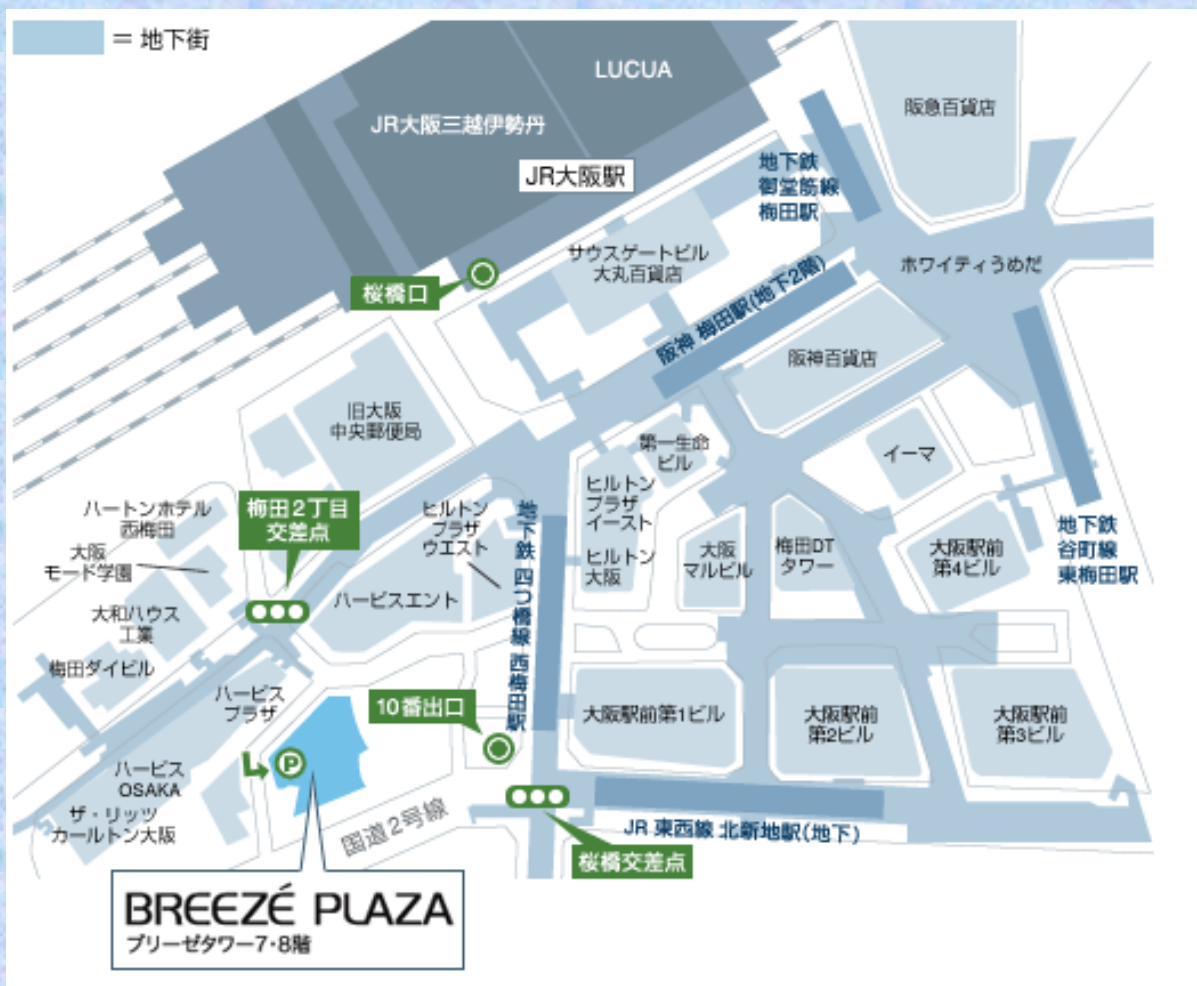 = 地下街
LUCUA
JR大阪三越伊勢丹
JR大阪駅
阪急百貨店
地下鉄
御堂筋線
梅田駅
サウスゲートビル
大丸百貨店
ホワイティうめだ
桜橋口
阪神 梅田駅(地下2階)
阪神百貨店
旧大阪
中央郵便局
第一生命
ビル
イーマ
ハートンホテル
西梅田
梅田2丁目
交差点
ヒルトン
プラザ
ウエスト
地下鉄 四つ橋線 西梅田駅
ヒルトン
プラザ
イースト
ヒルトン
大阪
大阪
マルビル
梅田DT
タワー
大阪駅前
第4ビル
地下鉄
谷町線
東梅田駅
大阪
モード学園
ハービスエント
大和ハウス
工業
梅田ダイビル
ハービス
プラザ
10番出口
大阪駅前第1ビル
大阪駅前
第2ビル
大阪駅前
第3ビル
P
ハービス
OSAKA
ザ・リッツ
カールトン大阪
国道2号線
JR 東西線 北新地駅(地下)
桜橋交差点
BREEZÉ PLAZA
ブリーゼタワー7・8階